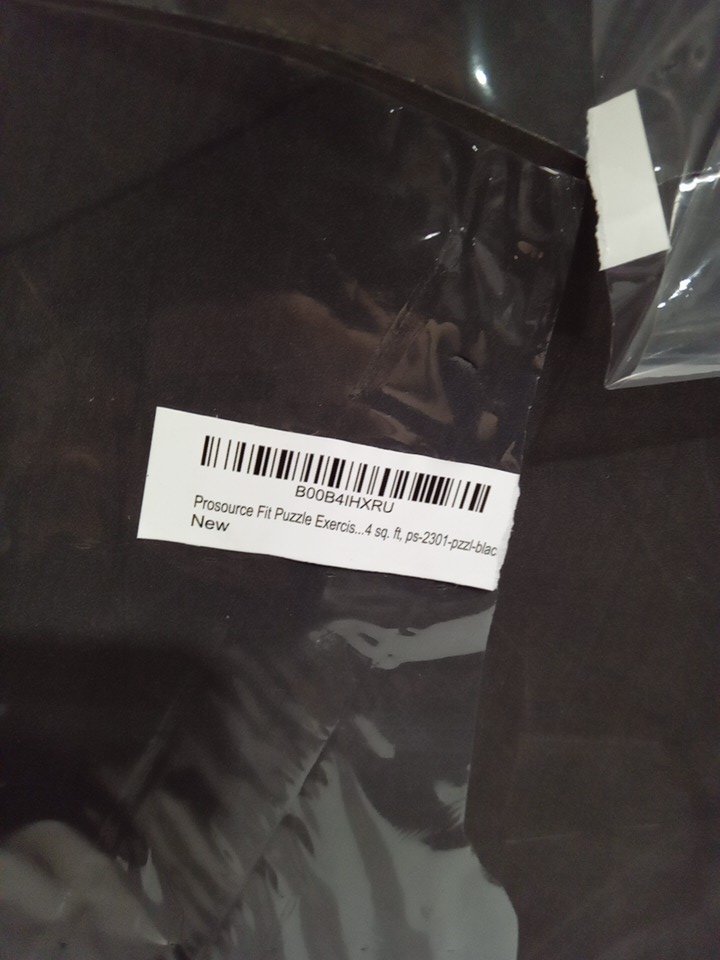 B00B4IHXRU
Prosource Fit Puzzle Exercis...4 sq. ft, ps-2301-pzzl-blac
New